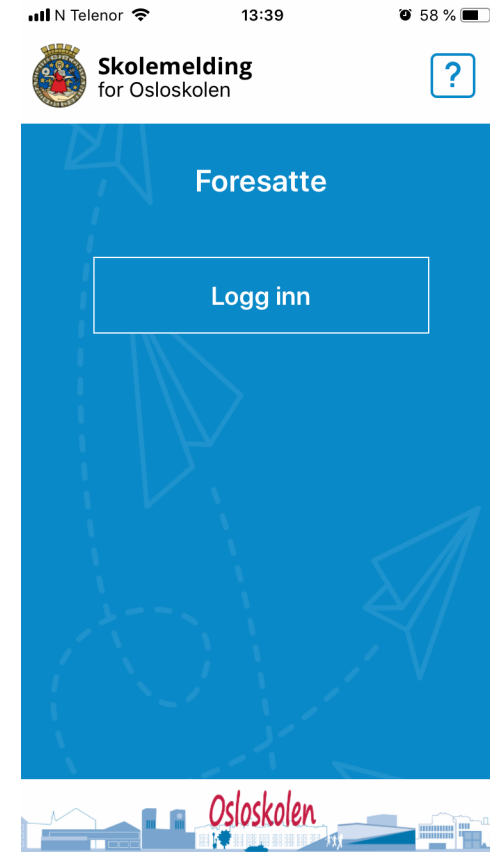 N Telenor 13:39 58 %
Skolemelding
for Osloskolen
?
Foresatte
Logg inn
Osloskolen